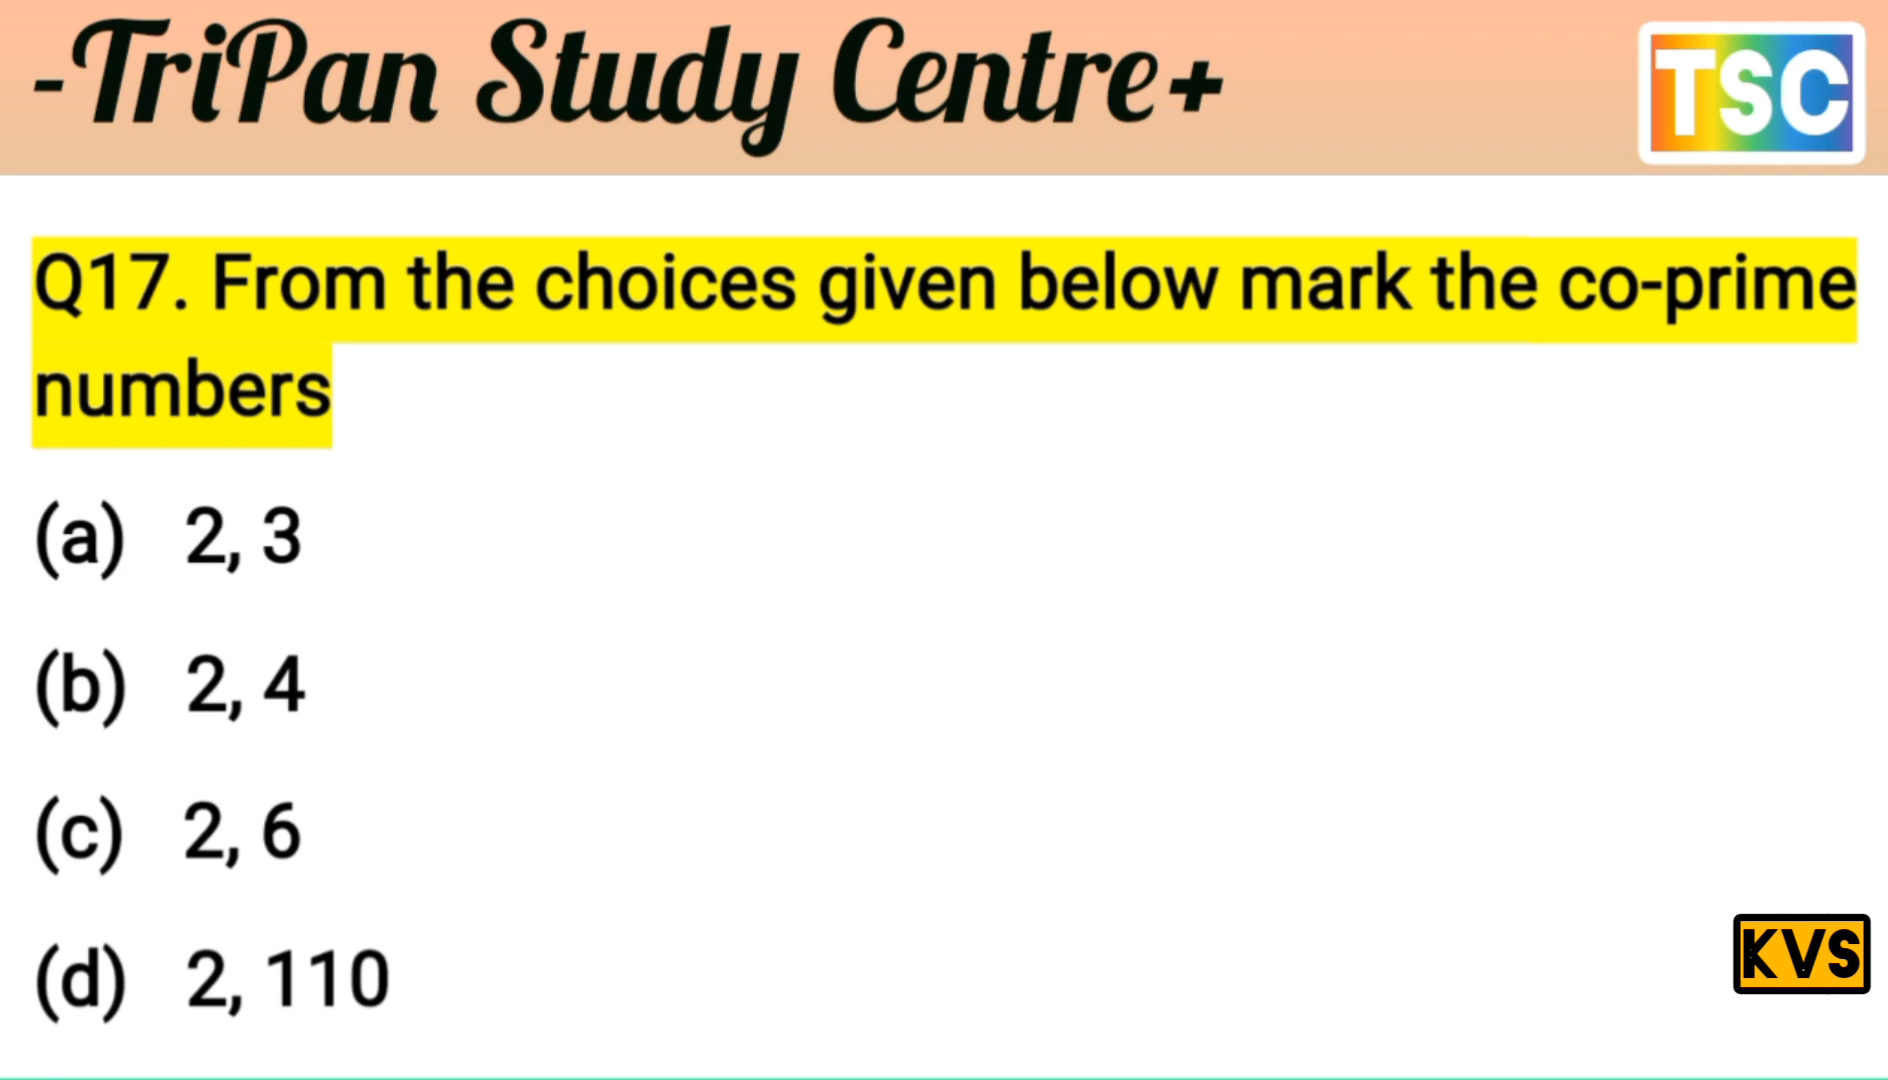 -TriPan Study Centre+
TSC
Q17. From the choices given below mark the co-prime
numbers
(a) 2, 3
(b) 2, 4
(c) 2, 6
(d) 2, 110
KVS